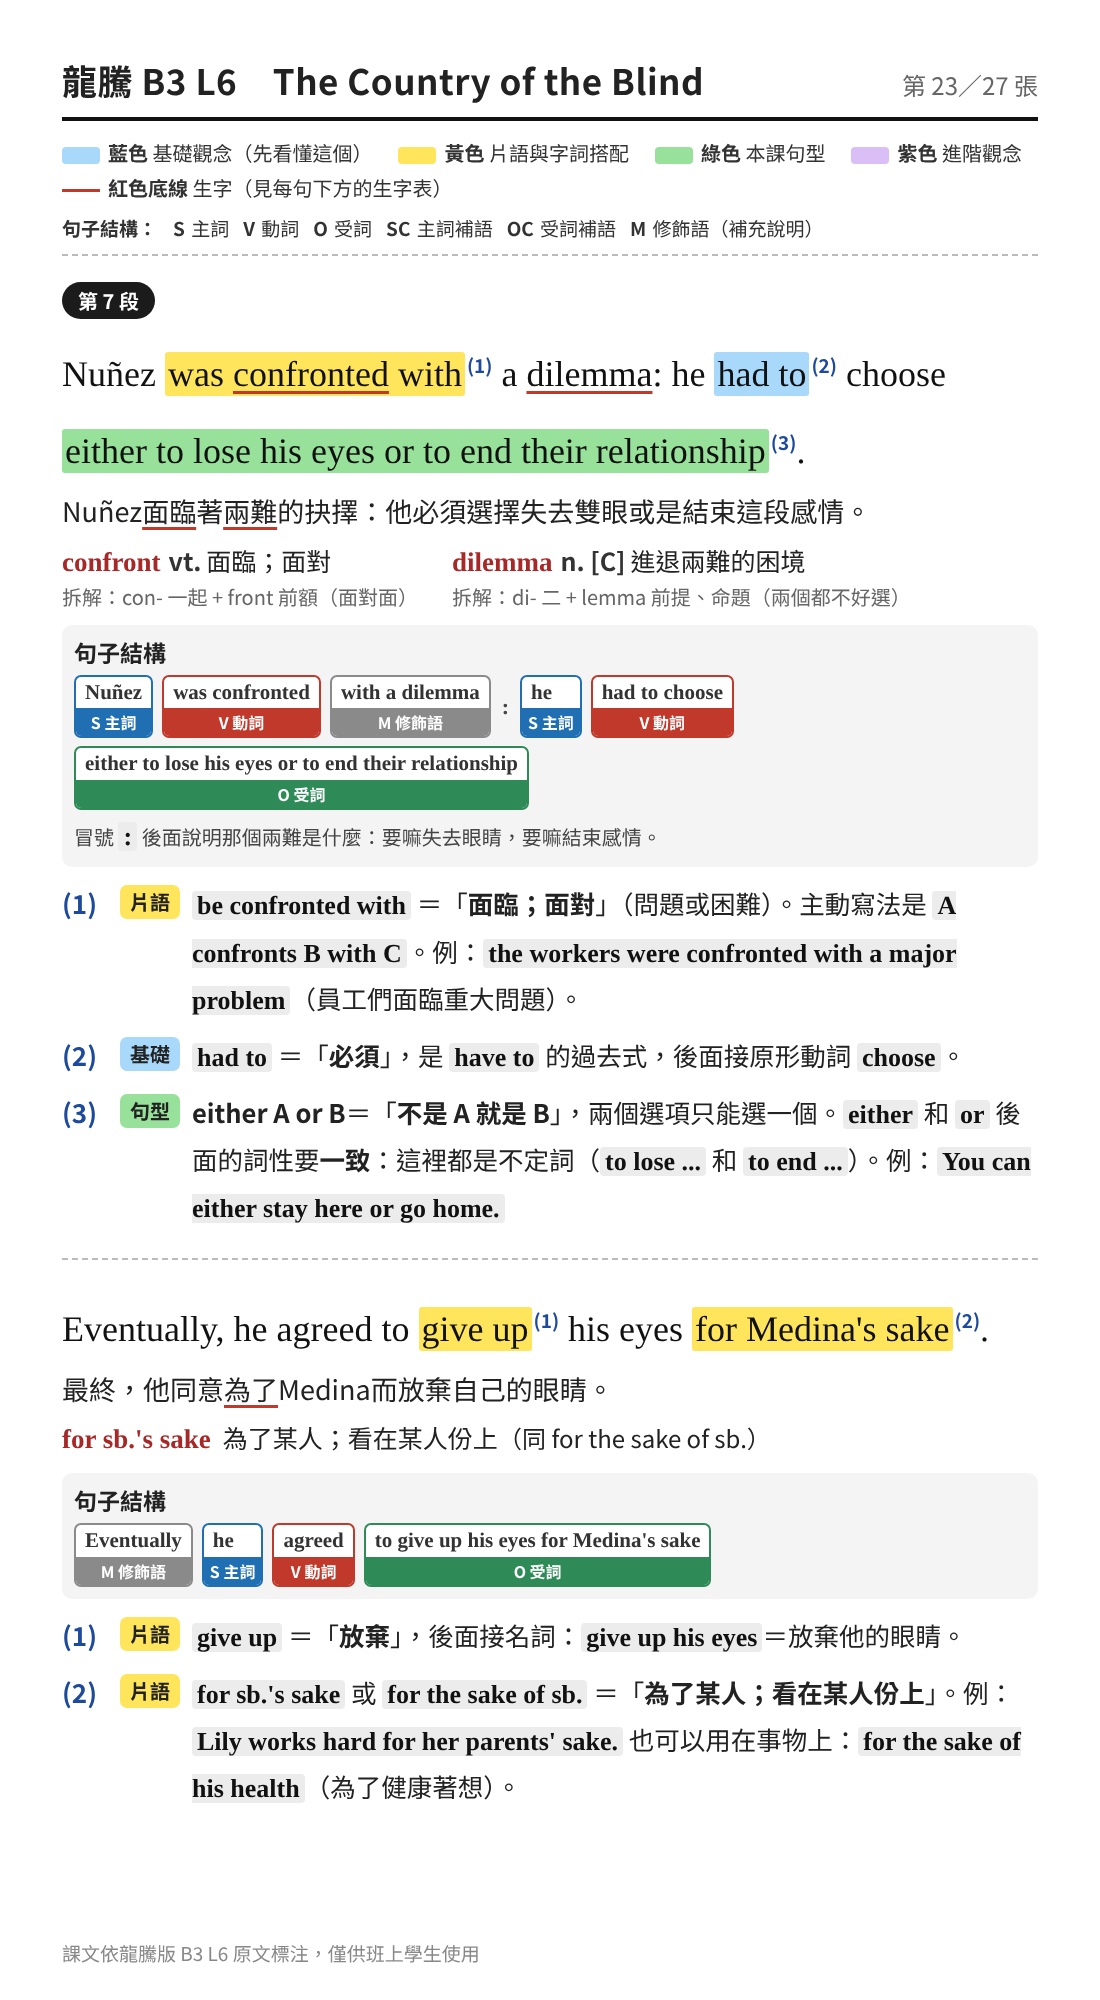 龍騰 B3 L6　The Country of the Blind
第 23／27 張
藍色 基礎觀念（先看懂這個） 黃色 片語與字詞搭配 綠色 本課句型 紫色 進階觀念
紅色底線 生字（見每句下方的生字表）
句子結構： S 主詞 V 動詞 O 受詞 SC 主詞補語 OC 受詞補語 M 修飾語（補充說明）
第 7 段
Nuñez was confronted with(1) a dilemma: he had to(2) choose
either to lose his eyes or to end their relationship(3).
Nuñez面臨著兩難的抉擇：他必須選擇失去雙眼或是結束這段感情。
confront vt. 面臨；面對 dilemma n. [C] 進退兩難的困境
拆解：con- 一起 + front 前額（面對面） 拆解：di- 二 + lemma 前提、命題（兩個都不好選）
句子結構
Nuñez was confronted with a dilemma : he had to choose
S 主詞 V 動詞 M 修飾語 S 主詞 V 動詞
either to lose his eyes or to end their relationship
O 受詞
冒號 : 後面說明那個兩難是什麼：要嘛失去眼睛，要嘛結束感情。
(1) 片語 be confronted with ＝「面臨；面對」（問題或困難）。主動寫法是 A
confronts B with C 。例： the workers were confronted with a major
problem （員工們面臨重大問題）。
(2) 基礎 had to ＝「必須」，是 have to 的過去式，後面接原形動詞 choose 。
(3) 句型 either A or B＝「不是 A 就是 B」，兩個選項只能選一個。 either 和 or 後
面的詞性要一致：這裡都是不定詞（ to lose ... 和 to end ... ）。例： You can
either stay here or go home.
Eventually, he agreed to give up(1) his eyes for Medina's sake(2).
最終，他同意為了Medina而放棄自己的眼睛。
for sb.'s sake 為了某人；看在某人份上（同 for the sake of sb.）
句子結構
Eventually he agreed to give up his eyes for Medina's sake
M 修飾語 S 主詞 V 動詞 O 受詞
(1) 片語 give up ＝「放棄」，後面接名詞： give up his eyes ＝放棄他的眼睛。
(2) 片語 for sb.'s sake 或 for the sake of sb. ＝「為了某人；看在某人份上」。例：
Lily works hard for her parents' sake. 也可以用在事物上： for the sake of
his health （為了健康著想）。
課文依龍騰版 B3 L6 原文標注，僅供班上學生使用